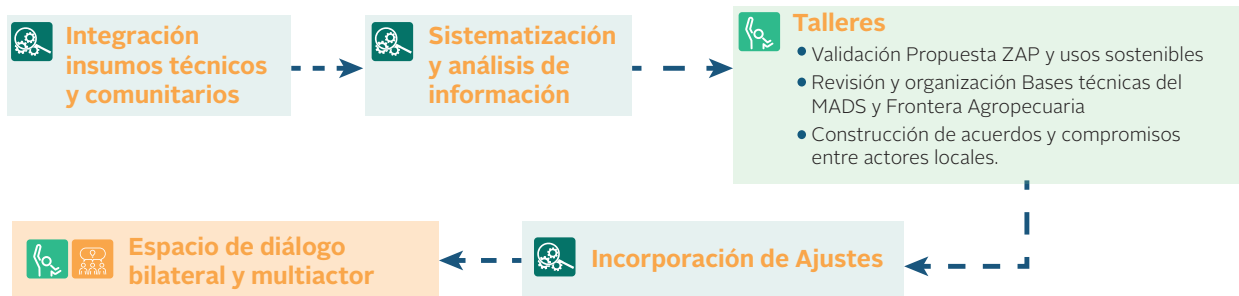 Integración
insumos técnicos
y comunitarios
Sistematización
y análisis de
información
Talleres
• Validación Propuesta ZAP y usos sostenibles
• Revisión y organización Bases técnicas del
MADS y Frontera Agropecuaria
• Construcción de acuerdos y compromisos
entre actores locales.
Incorporación de Ajustes
Espacio de diálogo
bilateral y multiactor